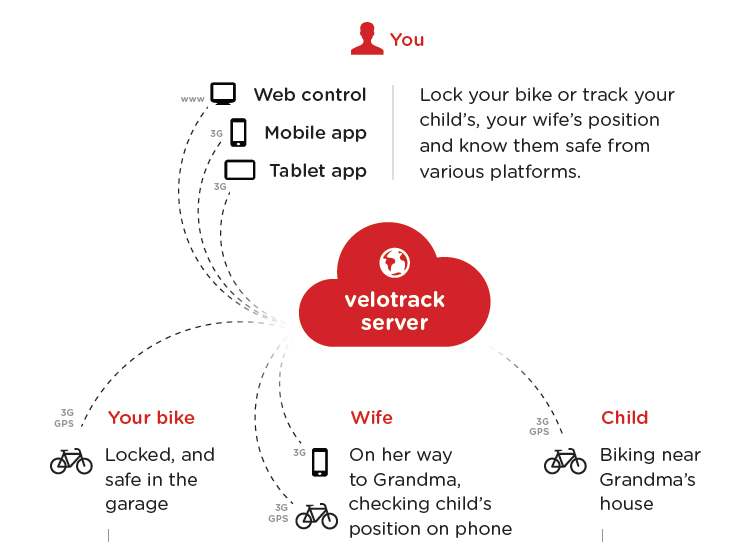 You
www
Web control
3G
Mobile app
Tablet app
3G
Lock your bike or track your
child's, your wife's position
and know them safe from
various platforms.
velotrack
server
3G
GPS
Your bike
Locked, and
safe in the
garage
Wife
3G
On her way
to Grandma,
checking child's
position on phone
3G
GPS
3G
GPS
Child
Biking near
Grandma's
house